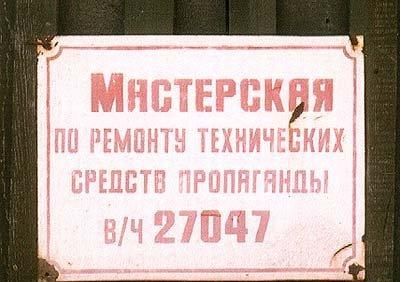 МАСТЕРСКАЯ
ПО РЕМОНТУ ТЕХНИЧЕСКИХ
СРЕДСТВ ПРОПАГАНДЫ
В/Ч 27047